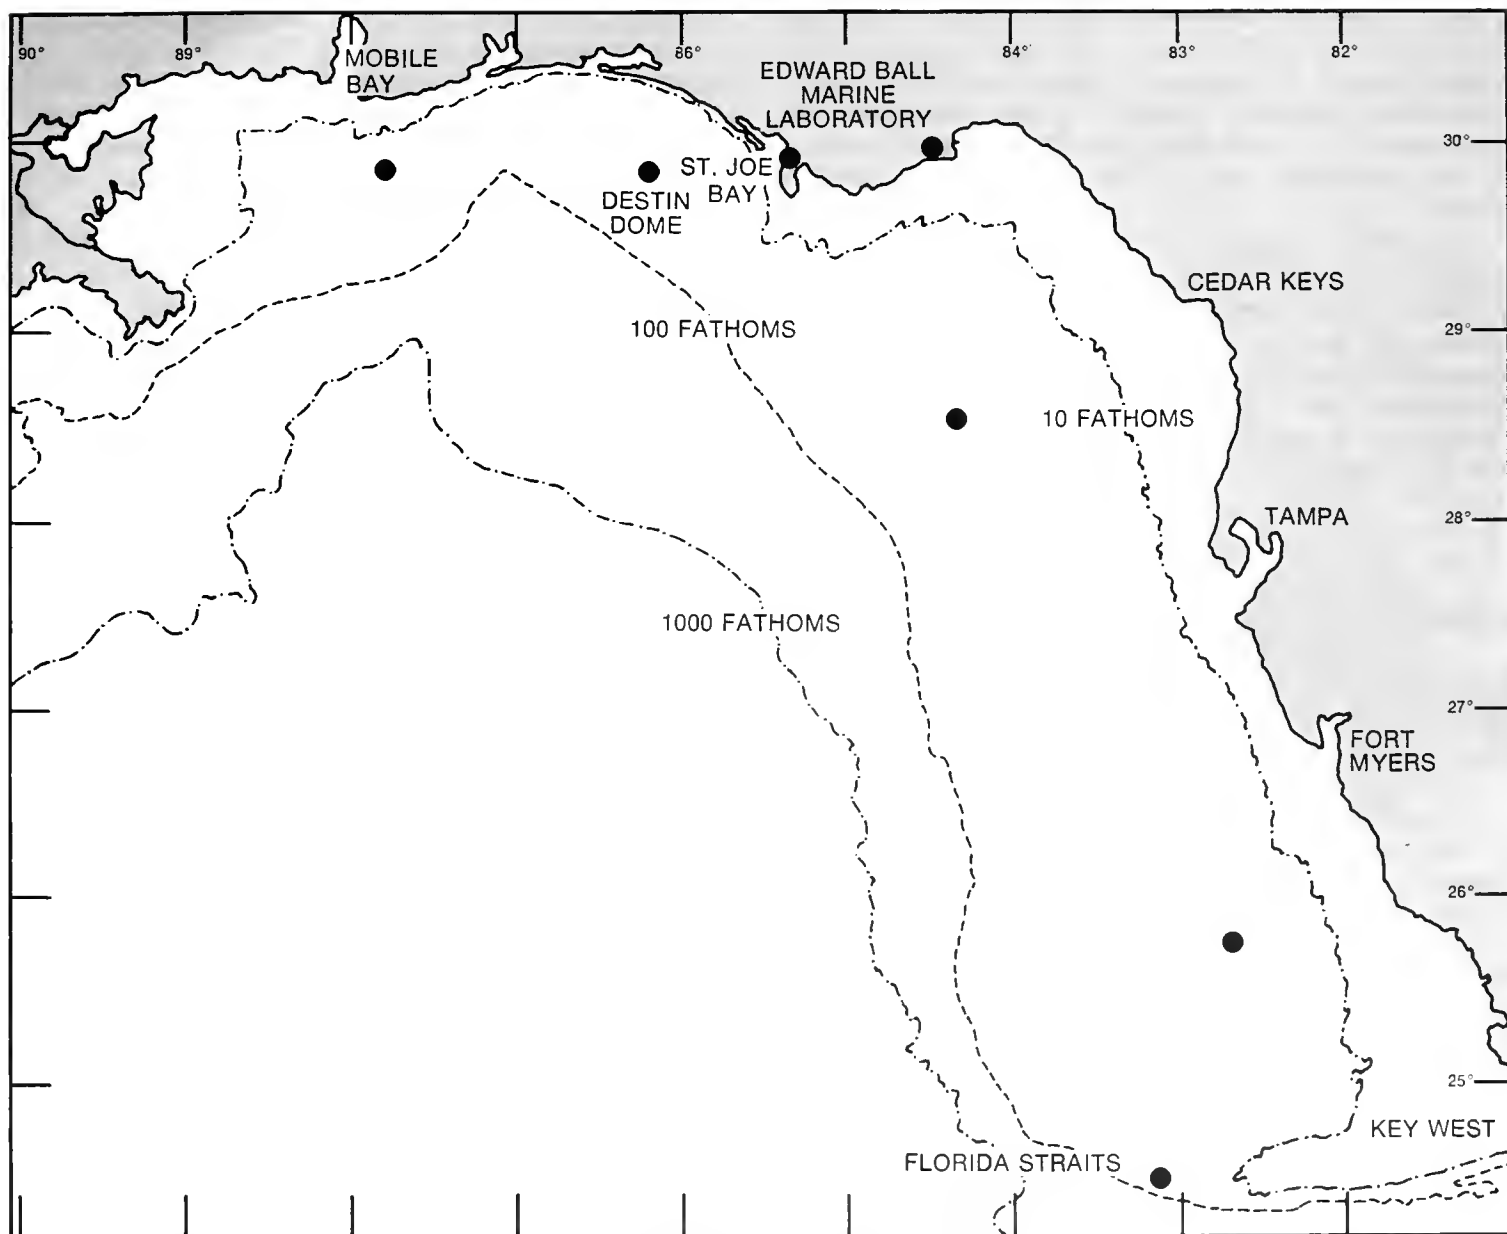 90°
89°
86°
84°
83°
82°
MOBILE
BAY
EDWARD BALL
MARINE
LABORATORY
30°
ST. JOE
BAY
DESTIN
DOME
CEDAR KEYS
100 FATHOMS
29°
10 FATHOMS
TAMPA
28°
1000 FATHOMS
27°
FORT
MYERS
26°
25°
KEY WEST
FLORIDA STRAITS